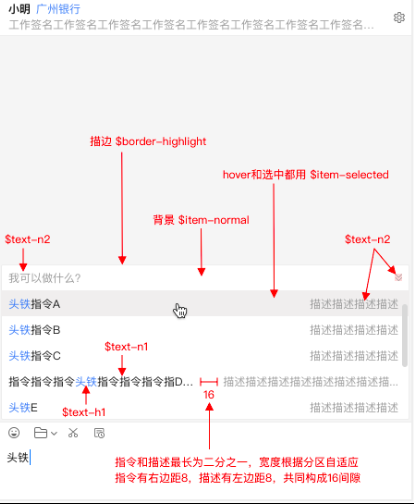 小明 广州银行
工作签名工作签名工作签名工作签名工作签名工作签名工作签名工作签名...
描边 $border-highlight
hover和选中都用 $item-selected
背景 $item-normal
$text-n2
$text-n2
我可以做什么?
头铁指令A 描述描述描述描述
头铁指令B 描述描述描述描述
头铁指令C 描述描述描述描述
$text-n1
指令指令指令头铁指令指令指令指D... 描述描述描述描述描述描述描述描...
16
头铁E 描述描述描述描述
$text-h1
头铁
指令和描述最长为二分之一，宽度根据分区自适应
指令有右边距8，描述有左边距8，共同构成16间隙